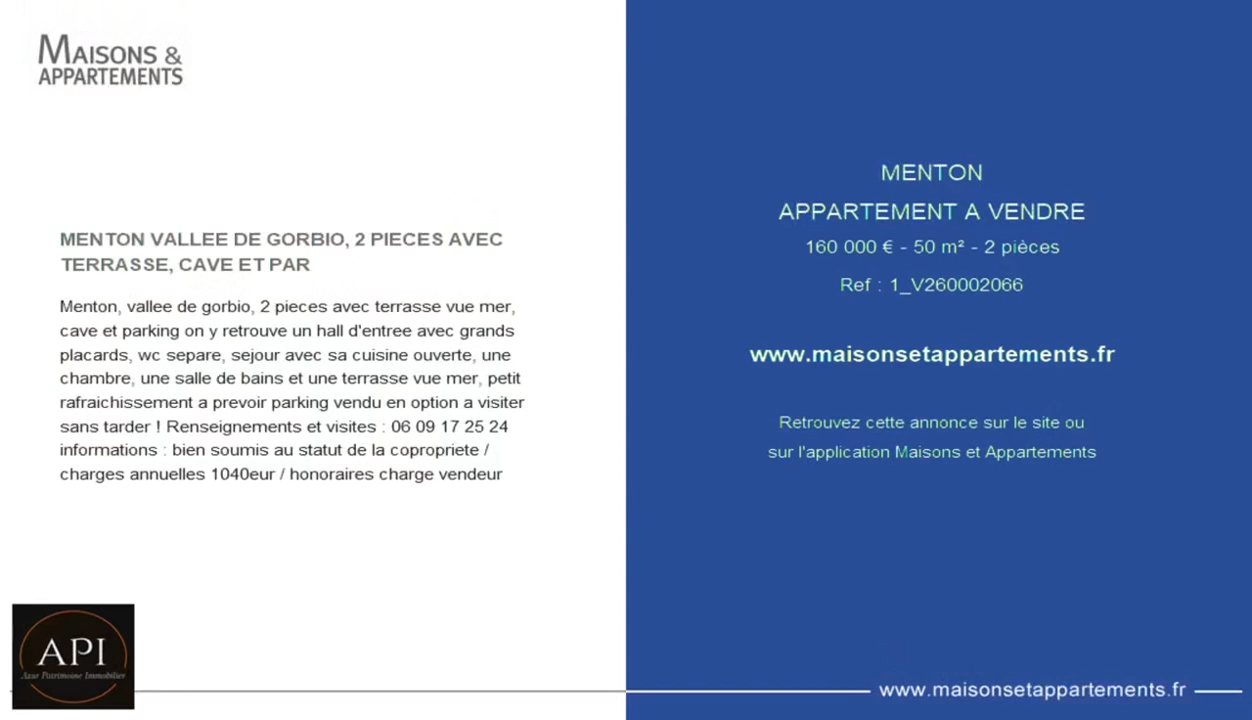 MAISONS &
APPARTEMENTS
MENTON VALLEE DE GORBIO, 2 PIECES AVEC
TERRASSE, CAVE ET PAR
Menton, vallee de gorbio, 2 pieces avec terrasse vue mer,
cave et parking on y retrouve un hall d'entree avec grands
placards, wc separe, sejour avec sa cuisine ouverte, une
chambre, une salle de bains et une terrasse vue mer, petit
rafraichissement a prevoir parking vendu en option a visiter
sans tarder ! Renseignements et visites : 06 09 17 25 24
informations : bien soumis au statut de la copropriete /
charges annuelles 1040eur / honoraires charge vendeur
API
Azur Patrimoine Immobilier
MENTON
APPARTEMENT A VENDRE
160 000 € - 50 m² - 2 pièces
Ref : 1_V260002066
www.maisonsetappartements.fr
Retrouvez cette annonce sur le site ou
sur l'application Maisons et Appartements
www.maisonsetappartements.fr